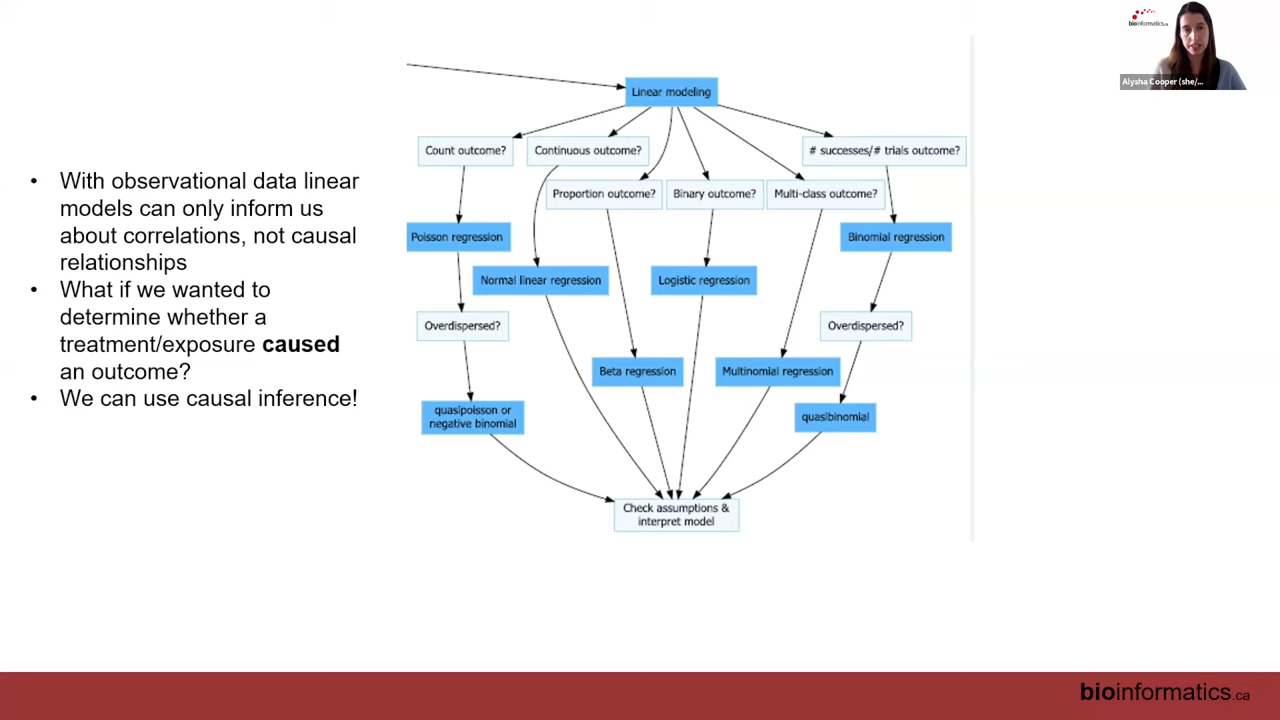 bioinformatics.ca
Alysha Cooper (she/...
• With observational data linear
models can only inform us
about correlations, not causal
relationships
• What if we wanted to
determine whether a
treatment/exposure caused
an outcome?
• We can use causal inference!
Linear modeling
Count outcome?
Continuous outcome?
# successes/# trials outcome?
Proportion outcome?
Binary outcome?
Multi-class outcome?
Poisson regression
Binomial regression
Normal linear regression
Logistic regression
Overdispersed?
Overdispersed?
Beta regression
Multinomial regression
quasipoisson or
negative binomial
quasibinomial
Check assumptions &
interpret model
bioinformatics.ca